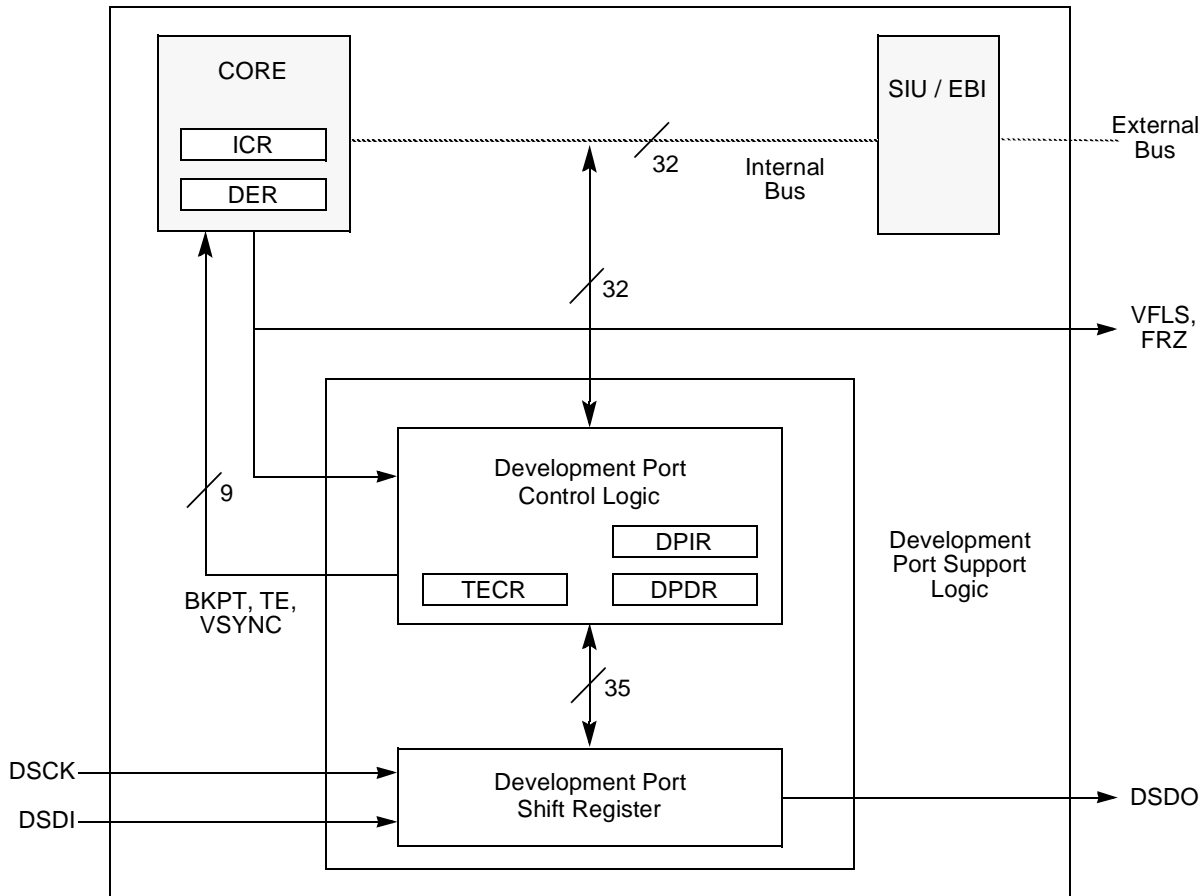 CORE
ICR
DER
SIU / EBI
32
Internal
Bus
External
Bus
32
VFLS,
FRZ
9
BKPT, TE,
VSYNC
Development Port
Control Logic
DPIR
TECR
DPDR
Development
Port Support
Logic
35
DSCK
DSDI
Development Port
Shift Register
DSDO